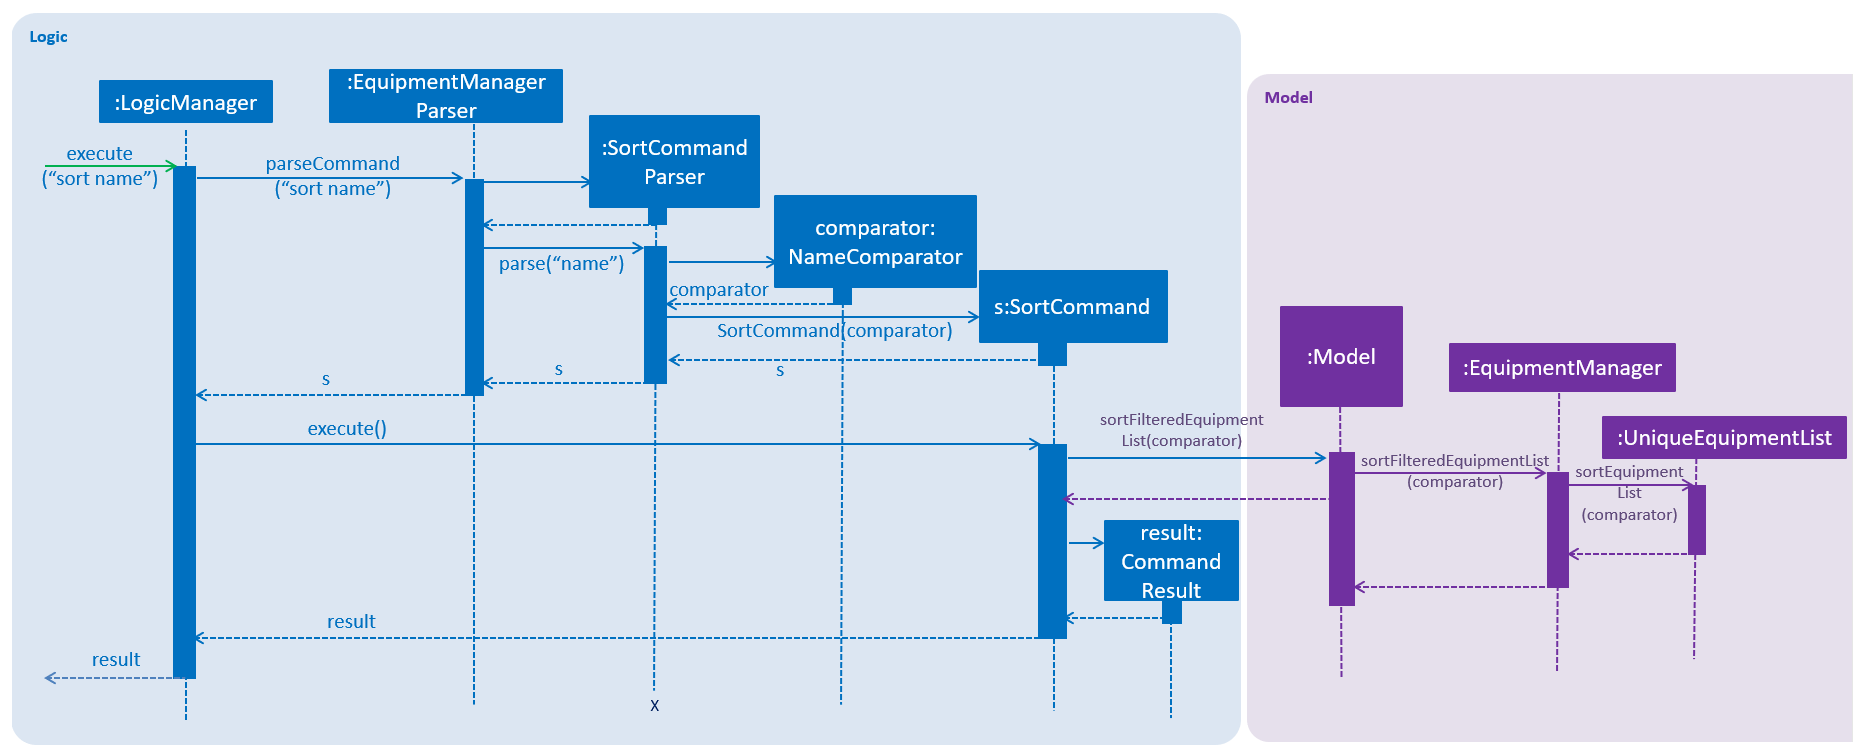 Logic
Model
:LogicManager
:EquipmentManager
Parser
:SortCommand
Parser
comparator:
NameComparator
s:SortCommand
:Model
:EquipmentManager
:UniqueEquipmentList
execute
(“sort name”)
parseCommand
(“sort name”)
parse(“name”)
comparator
SortCommand(comparator)
s
s
s
execute()
sortFilteredEquipment
List(comparator)
sortFilteredEquipmentList
(comparator)
sortEquipment
List
(comparator)
result:
Command
Result
result
result
X